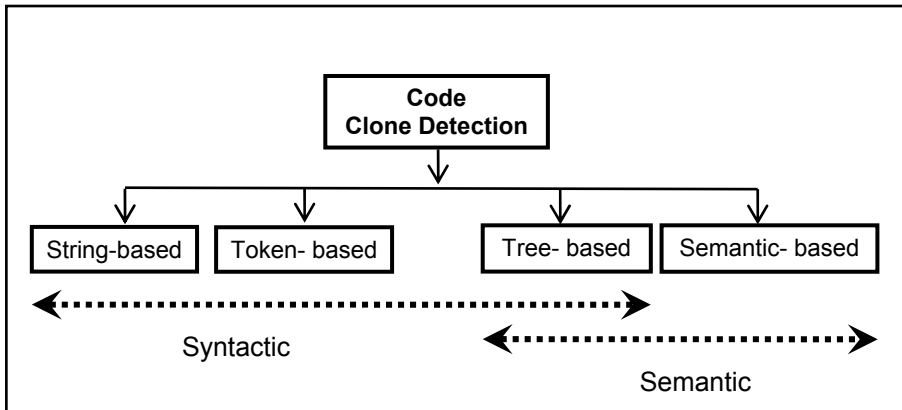 Code
Clone Detection
String-based
Token- based
Tree- based
Semantic- based
Syntactic
Semantic